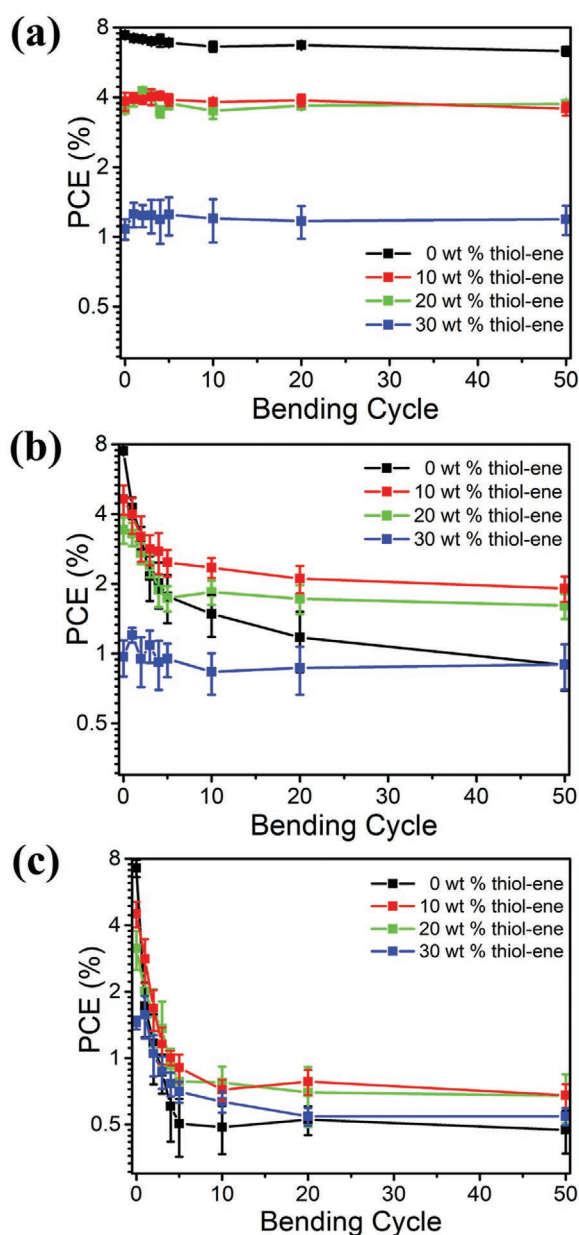 (a)
8
4
2
1
0.5
PCE (%)
0 wt % thiol-ene
10 wt % thiol-ene
20 wt % thiol-ene
30 wt % thiol-ene
0 10 20 30 40 50
Bending Cycle
(b)
8
4
2
1
0.5
PCE (%)
0 wt % thiol-ene
10 wt % thiol-ene
20 wt % thiol-ene
30 wt % thiol-ene
0 10 20 30 40 50
Bending Cycle
(c)
8
4
2
1
0.5
PCE (%)
0 wt % thiol-ene
10 wt % thiol-ene
20 wt % thiol-ene
30 wt % thiol-ene
0 10 20 30 40 50
Bending Cycle